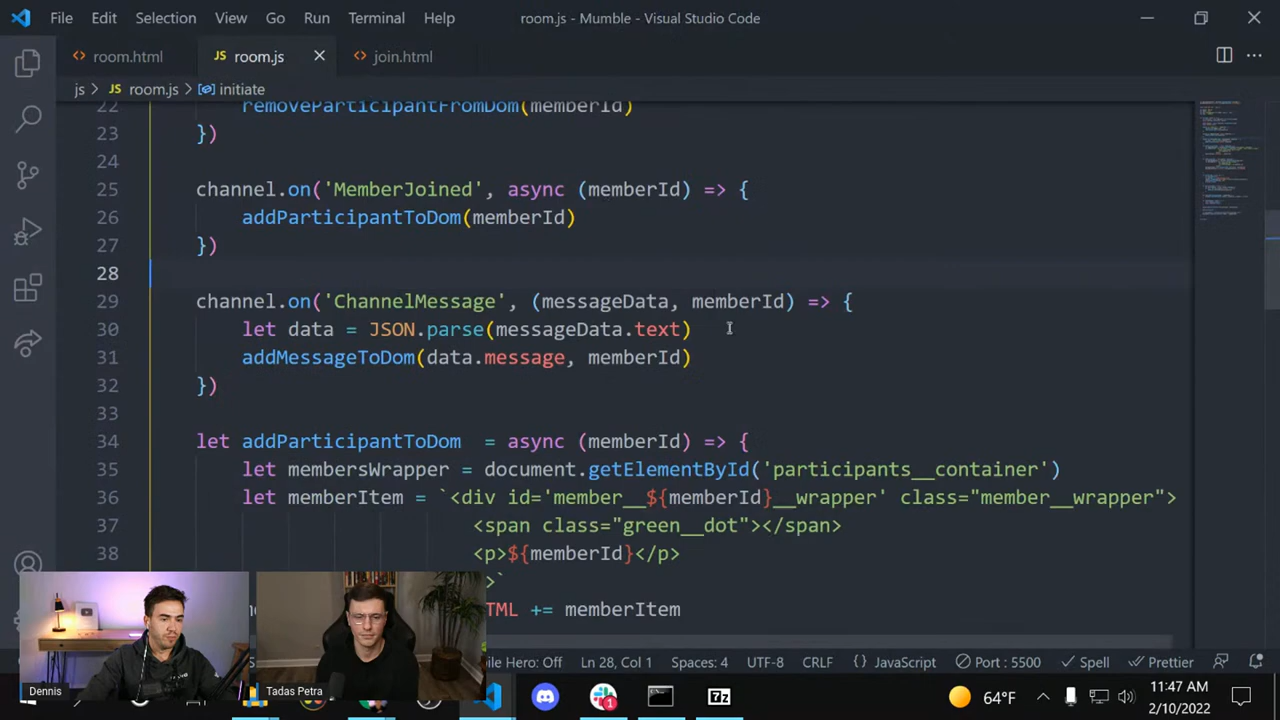 File Edit Selection View Go Run Terminal Help room.js - Mumble - Visual Studio Code
room.html JS room.js join.html
js > JS room.js > initiate
22 removeParticipantFromDom(memberId)
23 })
24
25 channel.on('MemberJoined', async (memberId) => {
26 addParticipantToDom(memberId)
27 })
28
29 channel.on('ChannelMessage', (messageData, memberId) => {
30 let data = JSON.parse(messageData.text)
31 addMessageToDom(data.message, memberId)
32 })
33
34 let addParticipantToDom  = async (memberId) => {
35 let membersWrapper = document.getElementById('participants__container')
36 let memberItem = `<div id='member__${memberId}__wrapper' class="member__wrapper">
37 <span class="green__dot"></span>
38 <p>${memberId}</p>
>`
TML += memberItem
Dennis Tadas Petra
Hero: Off Ln 28, Col 1 Spaces: 4 UTF-8 CRLF {} JavaScript Port : 5500 Spell Prettier
1 7z 64°F 11:47 AM
2/10/2022